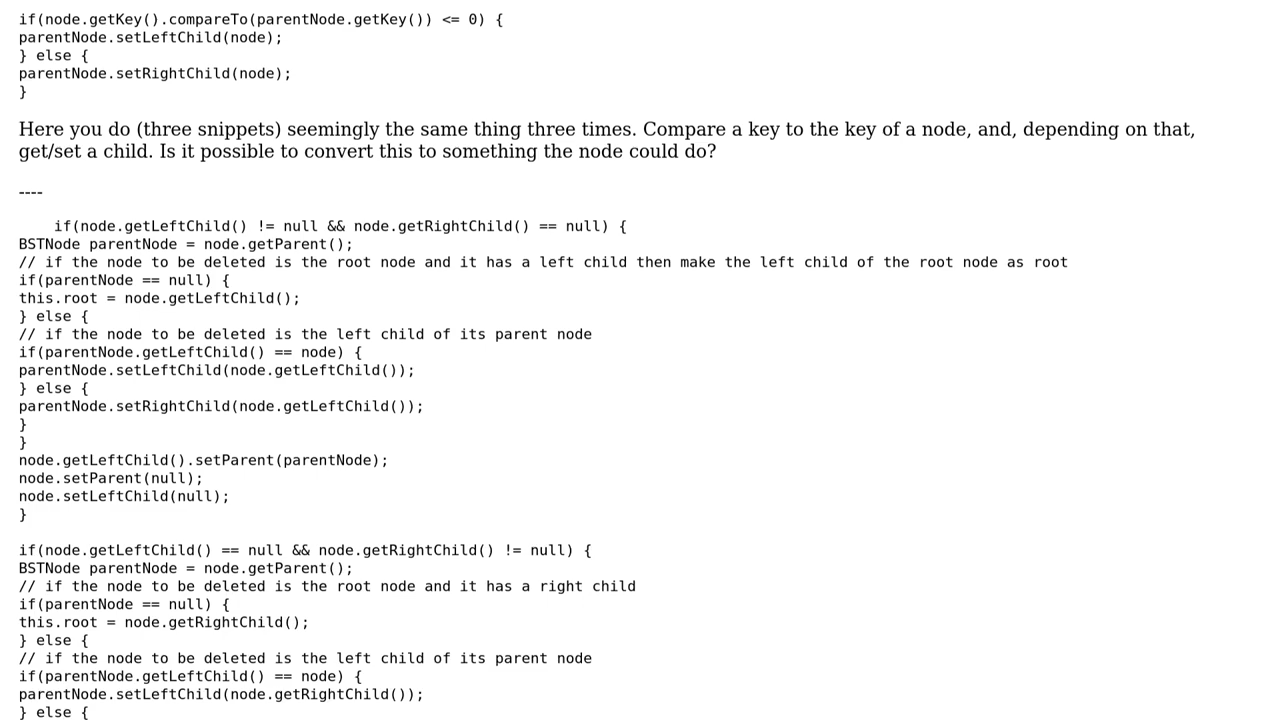 if(node.getKey().compareTo(parentNode.getKey()) <= 0) {
parentNode.setLeftChild(node);
} else {
parentNode.setRightChild(node);
}
Here you do (three snippets) seemingly the same thing three times. Compare a key to the key of a node, and, depending on that,
get/set a child. Is it possible to convert this to something the node could do?
----
if(node.getLeftChild() != null && node.getRightChild() == null) {
BSTNode parentNode = node.getParent();
// if the node to be deleted is the root node and it has a left child then make the left child of the root node as root
if(parentNode == null) {
this.root = node.getLeftChild();
} else {
// if the node to be deleted is the left child of its parent node
if(parentNode.getLeftChild() == node) {
parentNode.setLeftChild(node.getLeftChild());
} else {
parentNode.setRightChild(node.getLeftChild());
}
}
node.getLeftChild().setParent(parentNode);
node.setParent(null);
node.setLeftChild(null);
}
if(node.getLeftChild() == null && node.getRightChild() != null) {
BSTNode parentNode = node.getParent();
// if the node to be deleted is the root node and it has a right child
if(parentNode == null) {
this.root = node.getRightChild();
} else {
// if the node to be deleted is the left child of its parent node
if(parentNode.getLeftChild() == node) {
parentNode.setLeftChild(node.getRightChild());
} else {